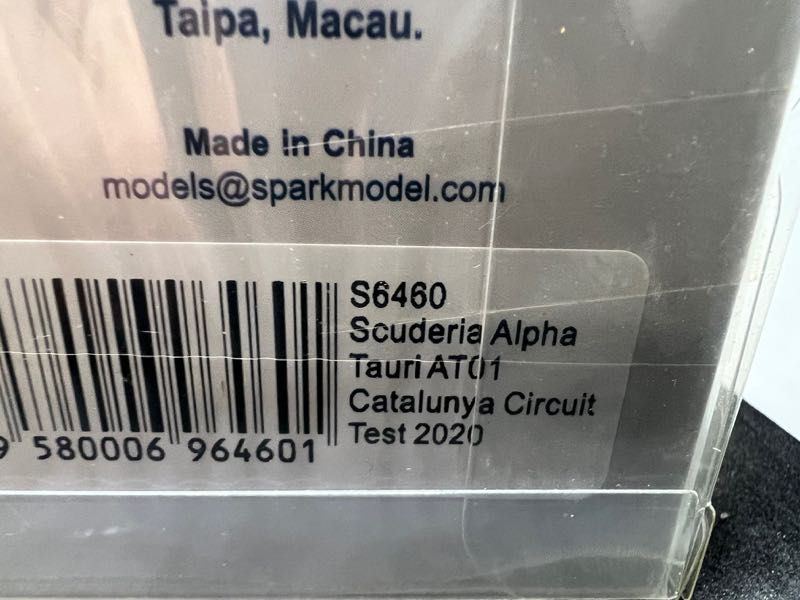 Taipa, Macau.
Made in China
models@sparkmodel.com
S6460
Scuderia Alpha
Tauri AT01
Catalunya Circuit
Test 2020
9 580006 964601